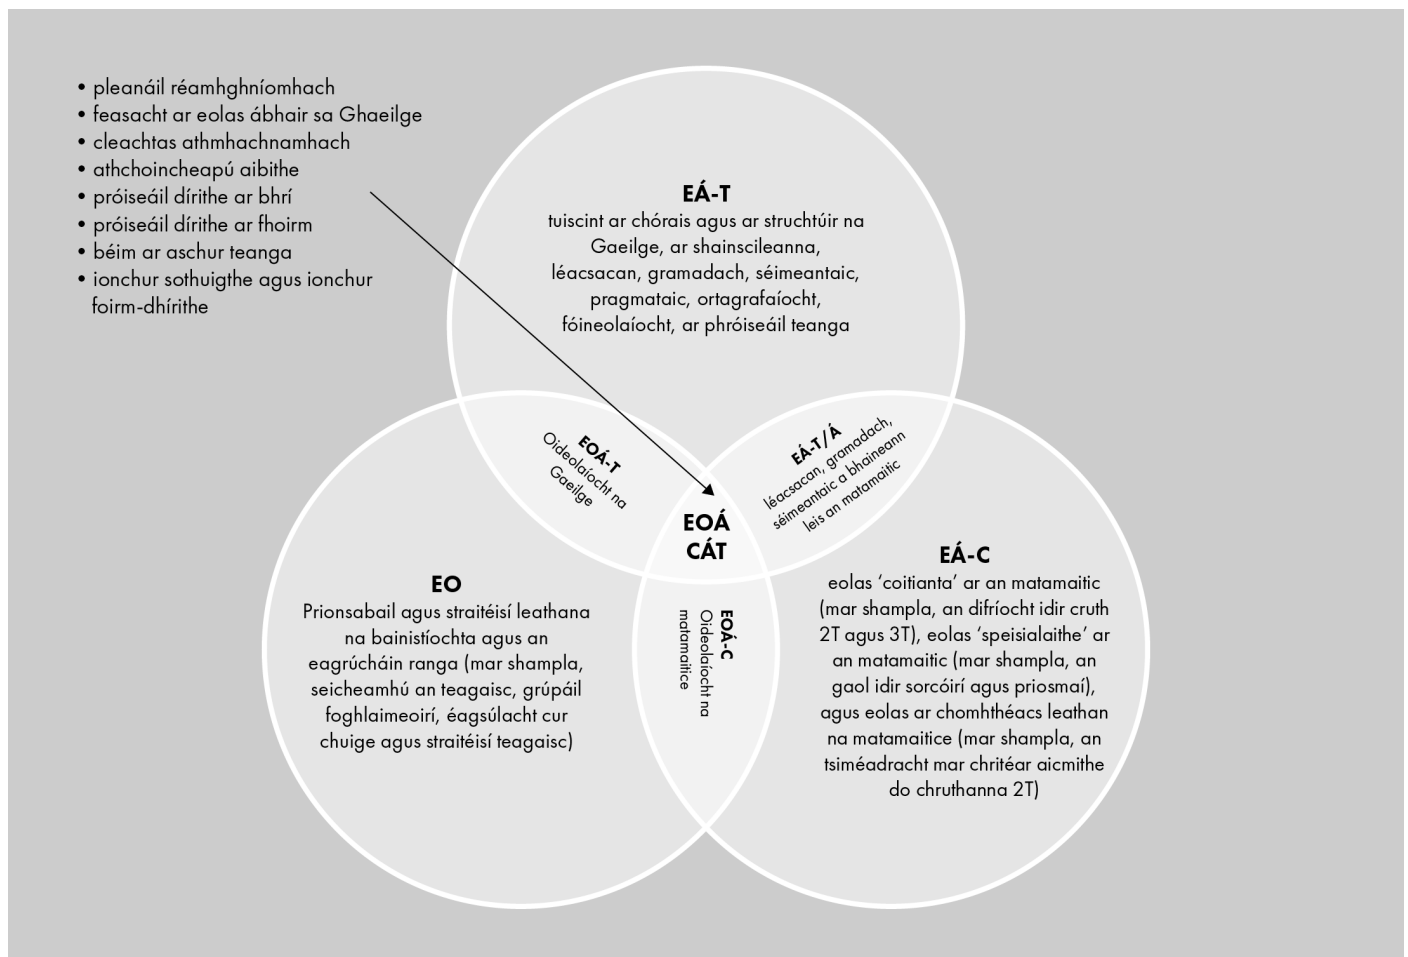 • pleanáil réamhghníomhach
• feasacht ar eolas ábhair sa Ghaeilge
• cleachtas athmhachnamhach
• athchoincheapú aibithe
• próiseáil dírithe ar bhrí
• próiseáil dírithe ar fhoirm
• béim ar aschur teanga
• ionchur sothuigthe agus ionchur
foirm-dhírithe
EÁ-T
tuiscint ar chórais agus ar struchtúir na
Gaeilge, ar shainscileanna,
léacsacan, gramadach, séimeantaic,
pragmataic, ortagrafaíocht,
fóineolaíocht, ar phróiseáil teanga
EOÁ-T
Oideolaíocht na
Gaeilge
EÁ-T/Á
léacsacan, gramadach,
séimeantaic a bhaineann
leis an matamaitic
EOÁ
CÁT
EO
Prionsabail agus straitéisí leathana
na bainistíochta agus an
eagrúcháin ranga (mar shampla,
seicheamhú an teagaisc, grúpáil
foghlaimeoirí, éagsúlacht cur
chuige agus straitéisí teagaisc)
EOÁ-C
Oideolaíocht na
matamaitice
EÁ-C
eolas ‘coitianta’ ar an matamaitic
(mar shampla, an difríocht idir cruth
2T agus 3T), eolas ‘speisialaithe’ ar
an matamaitic (mar shampla, an
gaol idir sorcóirí agus priosmaí),
agus eolas ar chomhthéacs leathan
na matamaitice (mar shampla, an
tsiméadracht mar chritéar aicmithe
do chruthanna 2T)